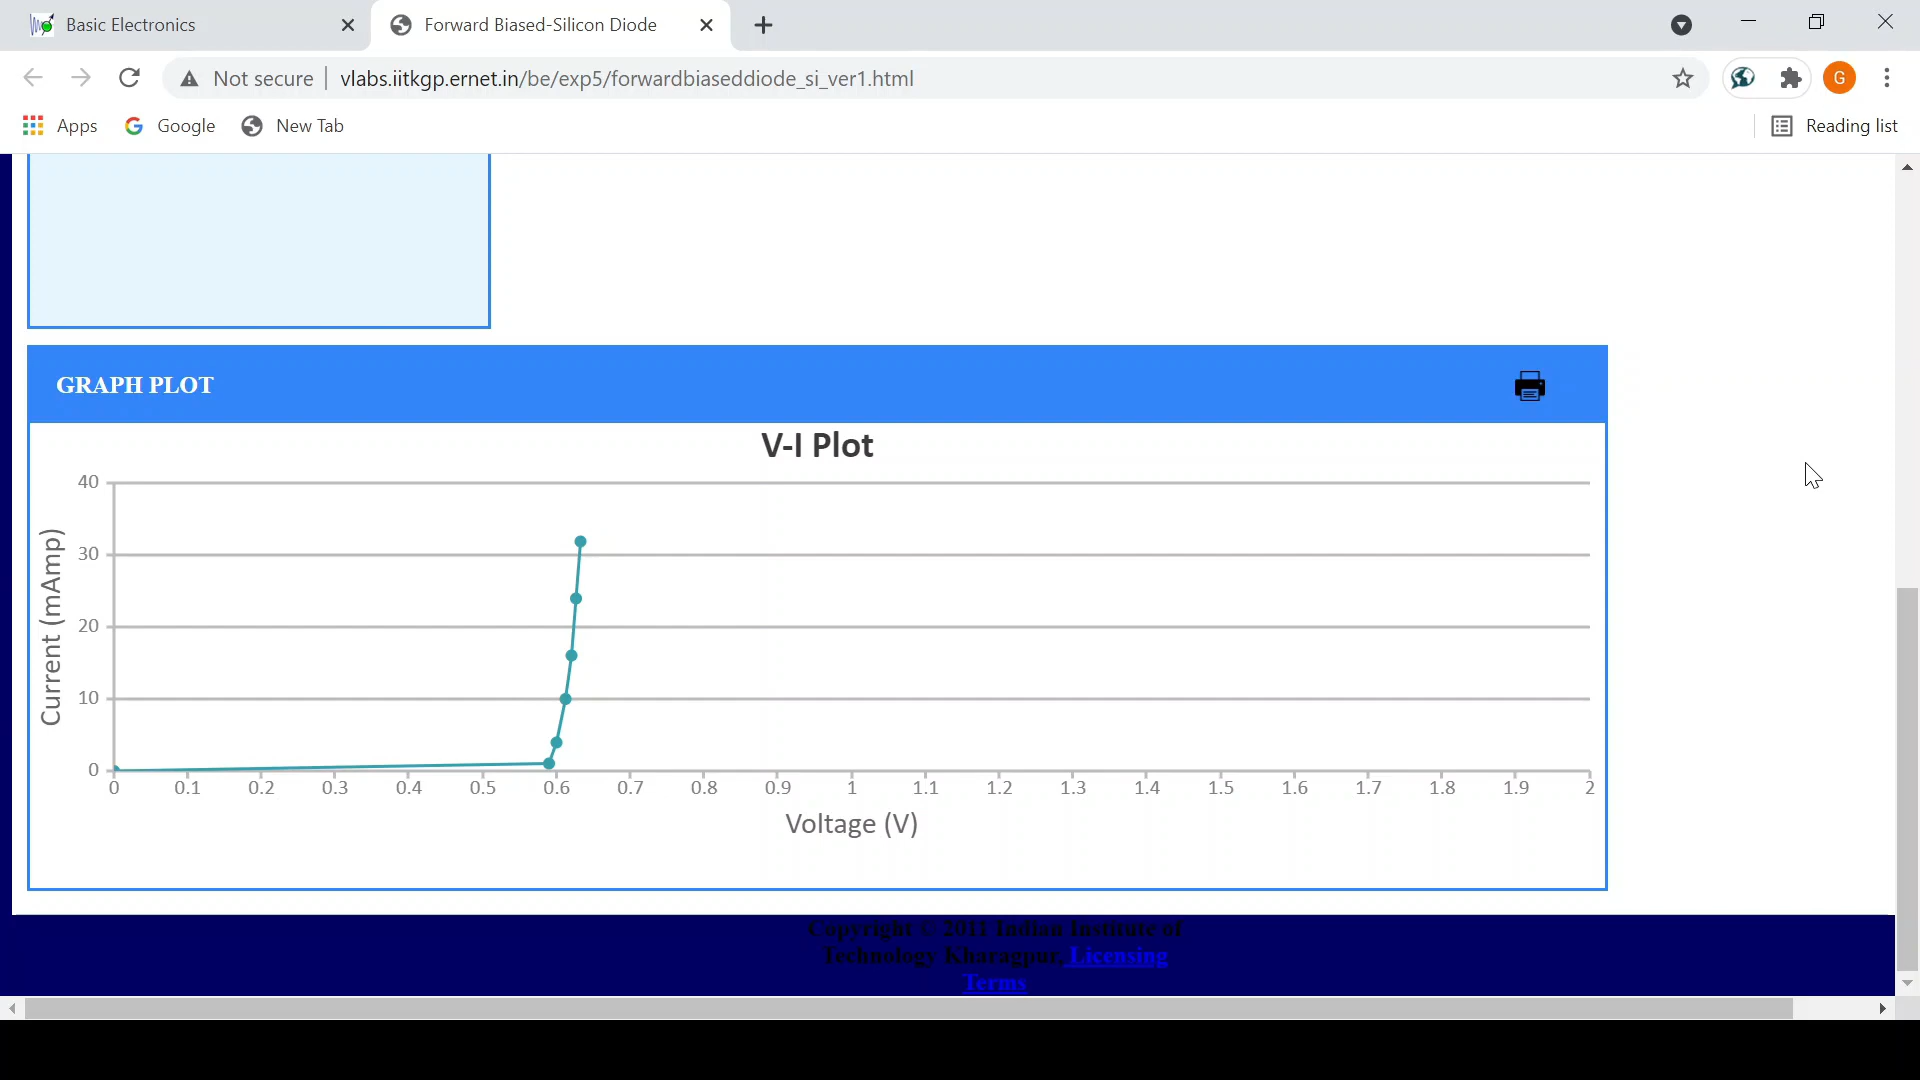 Basic Electronics
Forward Biased-Silicon Diode
Not secure
vlabs.iitkgp.ernet.in/be/exp5/forwardbiaseddiode_si_ver1.html
G
Apps
Google
New Tab
Reading list
GRAPH PLOT
V-I Plot
Current (mAmp)
40
30
20
10
0
0 0.1 0.2 0.3 0.4 0.5 0.6 0.7 0.8 0.9 1 1.1 1.2 1.3 1.4 1.5 1.6 1.7 1.8 1.9 2
Voltage (V)
Copyright © 2011 Indian Institute of
Technology Kharagpur, Licensing
Terms